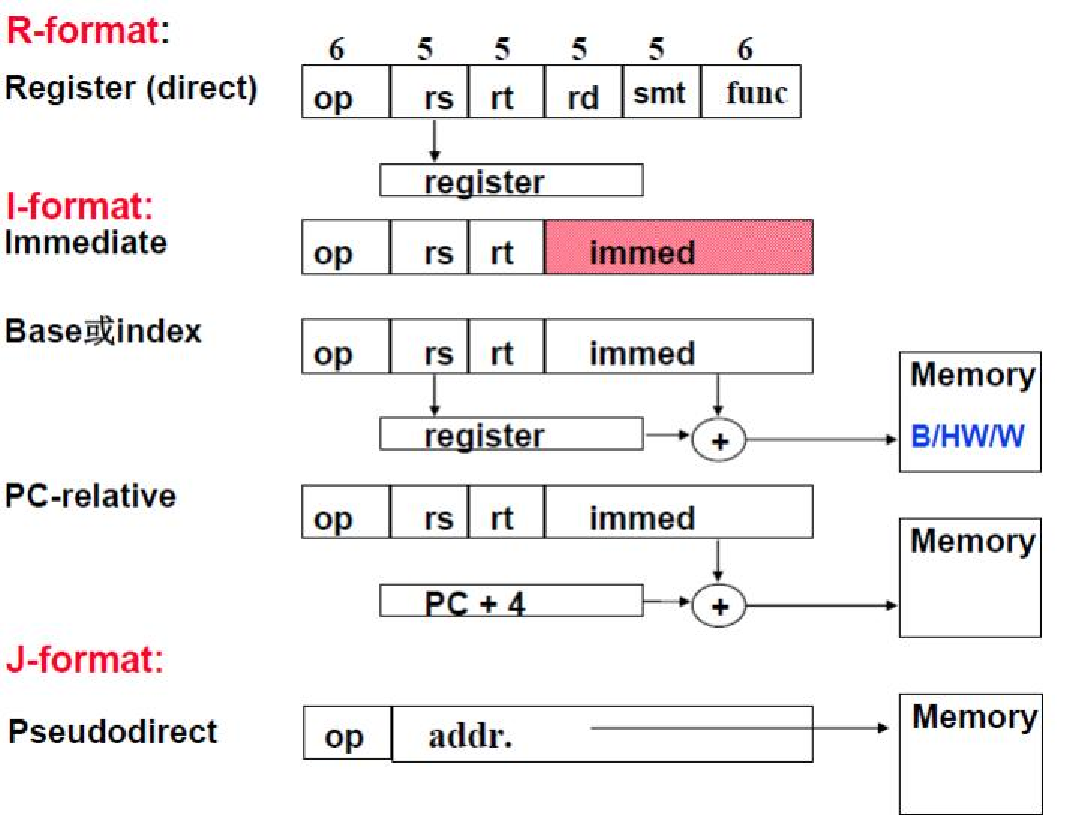 R-format:
6 5 5 5 5 6
Register (direct) op rs rt rd smt func
register
I-format:
Immediate op rs rt immed
Base或index op rs rt immed
Memory
register + B/HW/W
PC-relative op rs rt immed
Memory
PC + 4 +
J-format:
Pseudodirect op addr. Memory